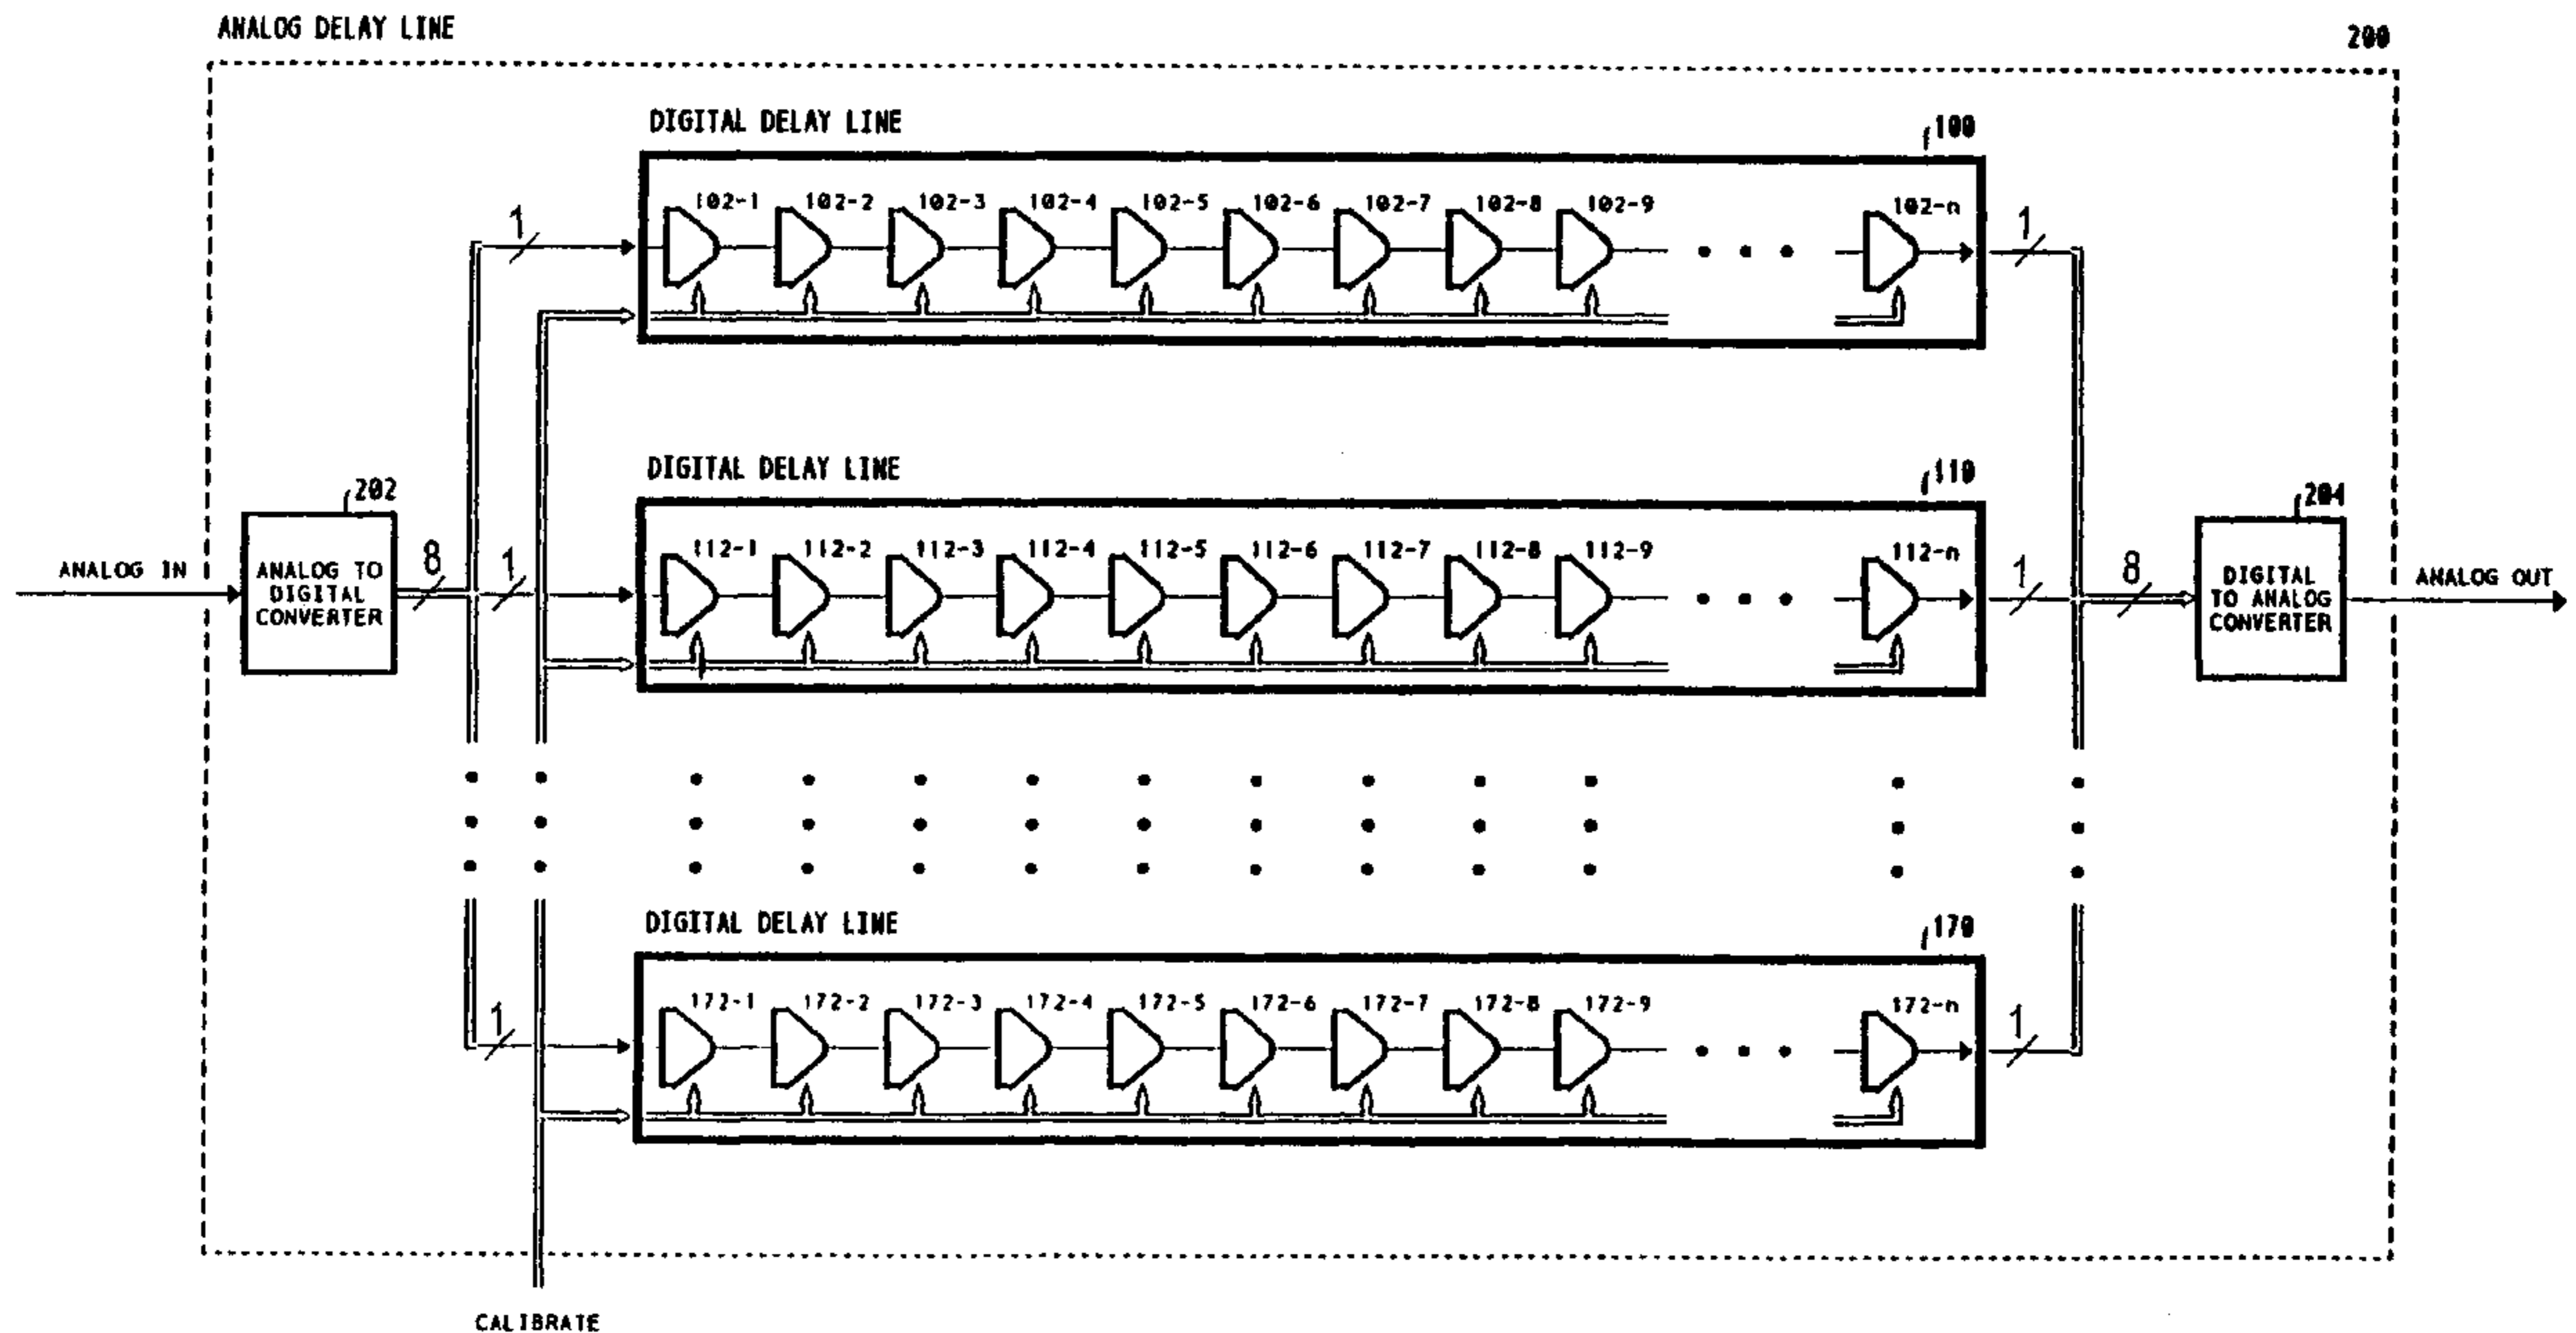 ANALOG DELAY LINE
200
DIGITAL DELAY LINE
100
102-1 102-2 102-3 102-4 102-5 102-6 102-7 102-8 102-9 102-n
1
1
DIGITAL DELAY LINE
110
202
204
112-1 112-2 112-3 112-4 112-5 112-6 112-7 112-8 112-9 112-n
ANALOG IN
ANALOG TO
DIGITAL
CONVERTER
8
1
1
8
DIGITAL
TO ANALOG
CONVERTER
ANALOG OUT
DIGITAL DELAY LINE
170
172-1 172-2 172-3 172-4 172-5 172-6 172-7 172-8 172-9 172-n
1
1
CALIBRATE